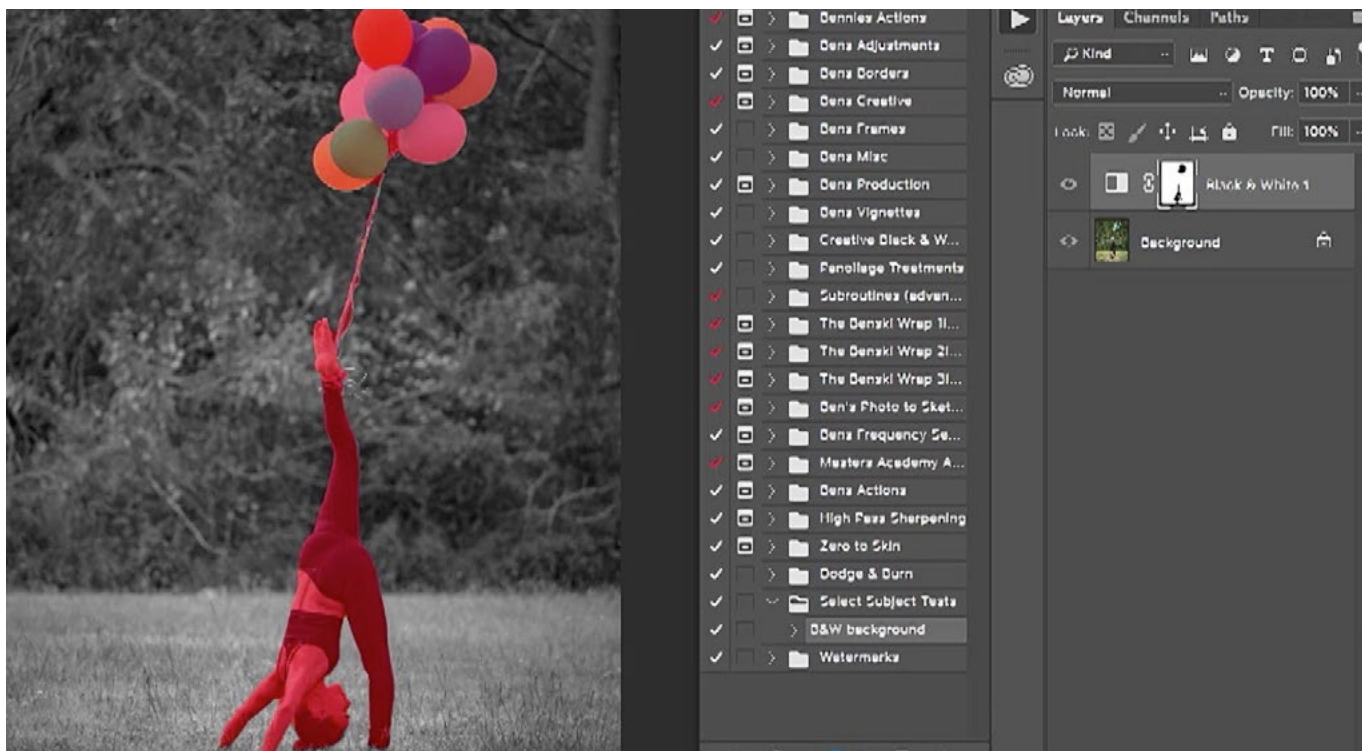 Bennies Actions
Bens Adjustments
Bens Borders
Bens Creative
Bens Frames
Bens Misc
Bens Production
Bens Vignettes
Creative Black & W...
Panollage Treatments
Subroutines (advan...
The Benski Wrap 1i...
The Benski Wrap 2i...
The Benski Wrap 3i...
Ben's Photo to Sket...
Bens Frequency Se...
Masters Academy A...
Bens Actions
High Pass Sharpening
Zero to Skin
Dodge & Burn
Select Subject Tests
B&W background
Watermarks
Layers Channels Paths
Kind
Normal Opacity: 100%
Lock: Fill: 100%
Black & White 1
Background